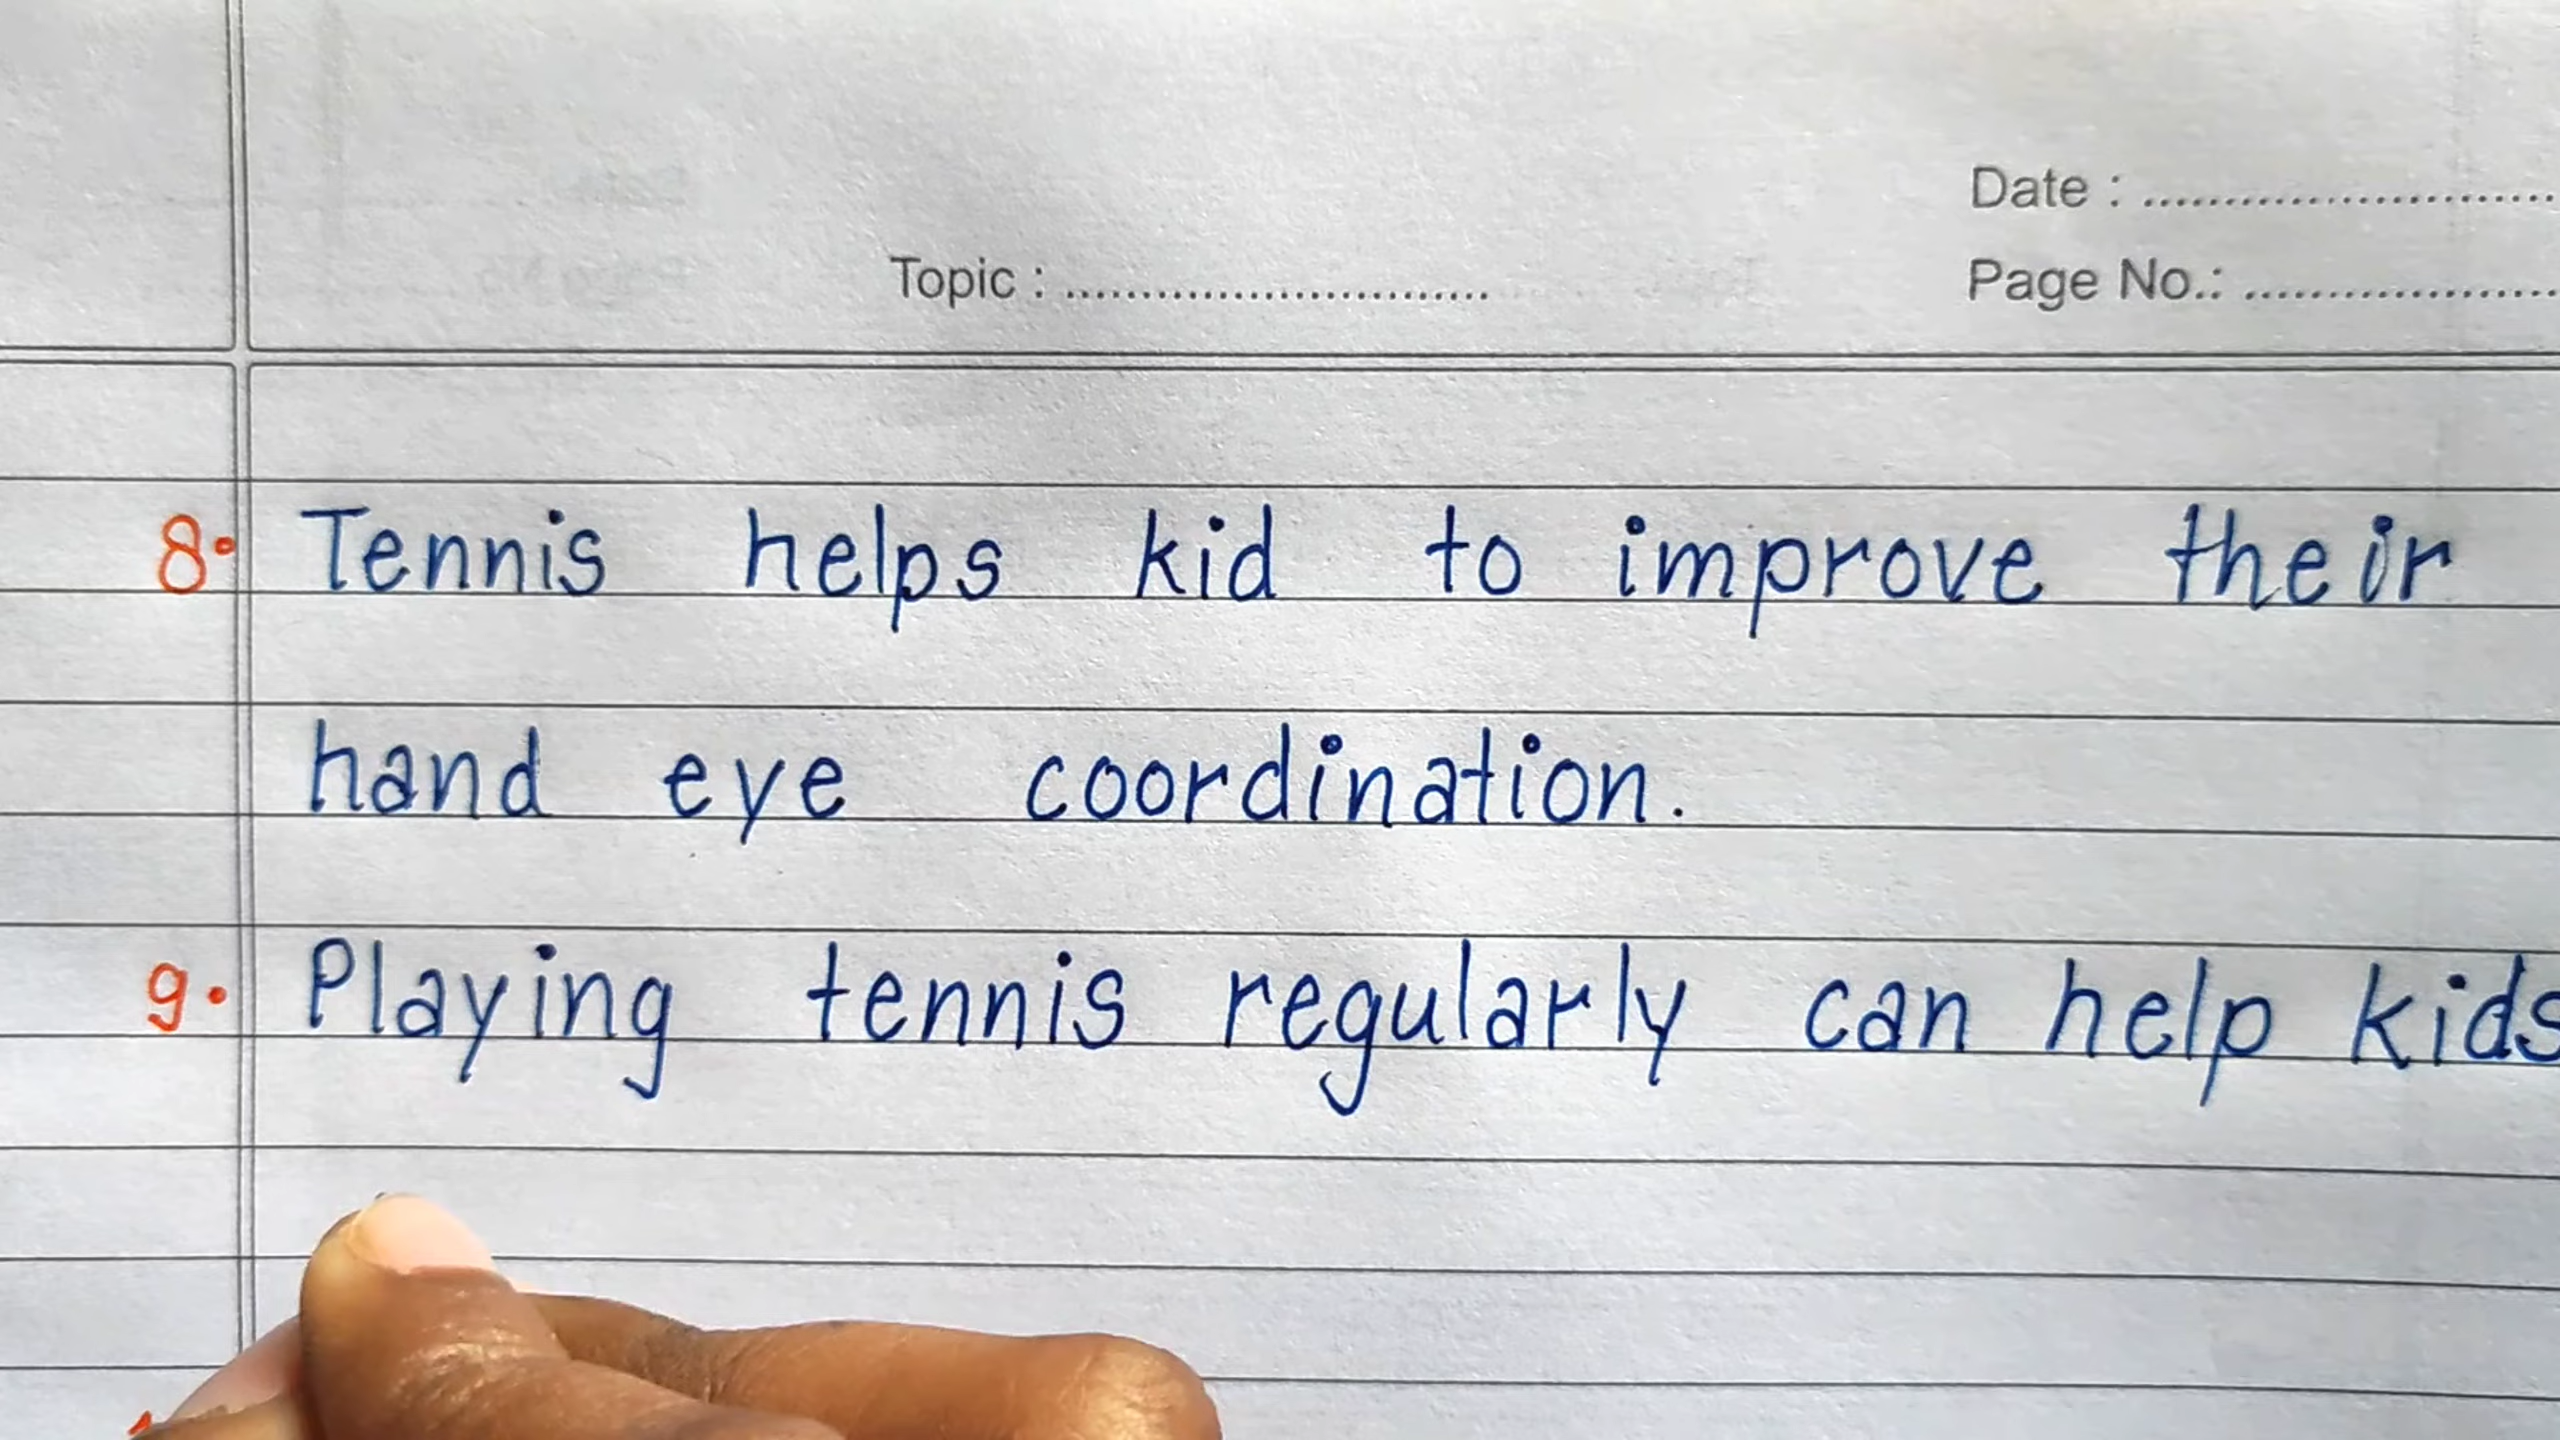 Date : ..........................
Topic : ............................
Page No.: ....................
8. Tennis helps kid to improve their
hand eye coordination.
9. Playing tennis regularly can help kids